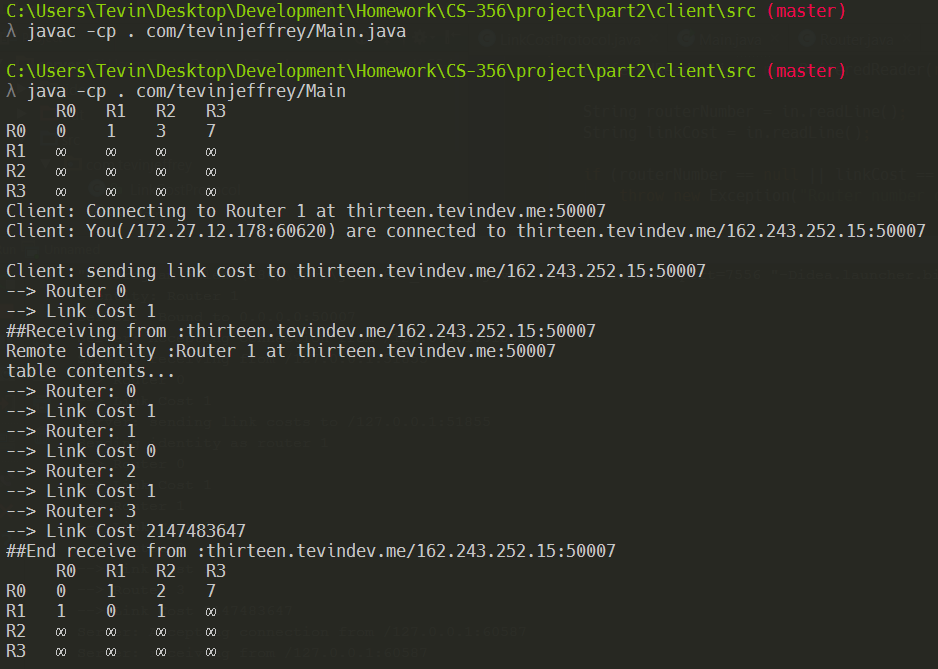 C:\Users\Tevin\Desktop\Development\Homework\CS-356\project\part2\client\src (master)
λ javac -cp . com/tevinjeffrey/Main.java
C:\Users\Tevin\Desktop\Development\Homework\CS-356\project\part2\client\src (master)
λ java -cp . com/tevinjeffrey/Main
R0 R1 R2 R3
R0 0 1 3 7
R1 ∞ ∞ ∞ ∞
R2 ∞ ∞ ∞ ∞
R3 ∞ ∞ ∞ ∞
Client: Connecting to Router 1 at thirteen.tevindev.me:50007
Client: You(/172.27.12.178:60620) are connected to thirteen.tevindev.me/162.243.252.15:50007
Client: sending link cost to thirteen.tevindev.me/162.243.252.15:50007
--> Router 0
--> Link Cost 1
##Receiving from :thirteen.tevindev.me/162.243.252.15:50007
Remote identity :Router 1 at thirteen.tevindev.me:50007
table contents...
--> Router: 0
--> Link Cost 1
--> Router: 1
--> Link Cost 0
--> Router: 2
--> Link Cost 1
--> Router: 3
--> Link Cost 2147483647
##End receive from :thirteen.tevindev.me/162.243.252.15:50007
R0 R1 R2 R3
R0 0 1 2 7
R1 1 0 1 ∞
R2 ∞ ∞ ∞ ∞
R3 ∞ ∞ ∞ ∞